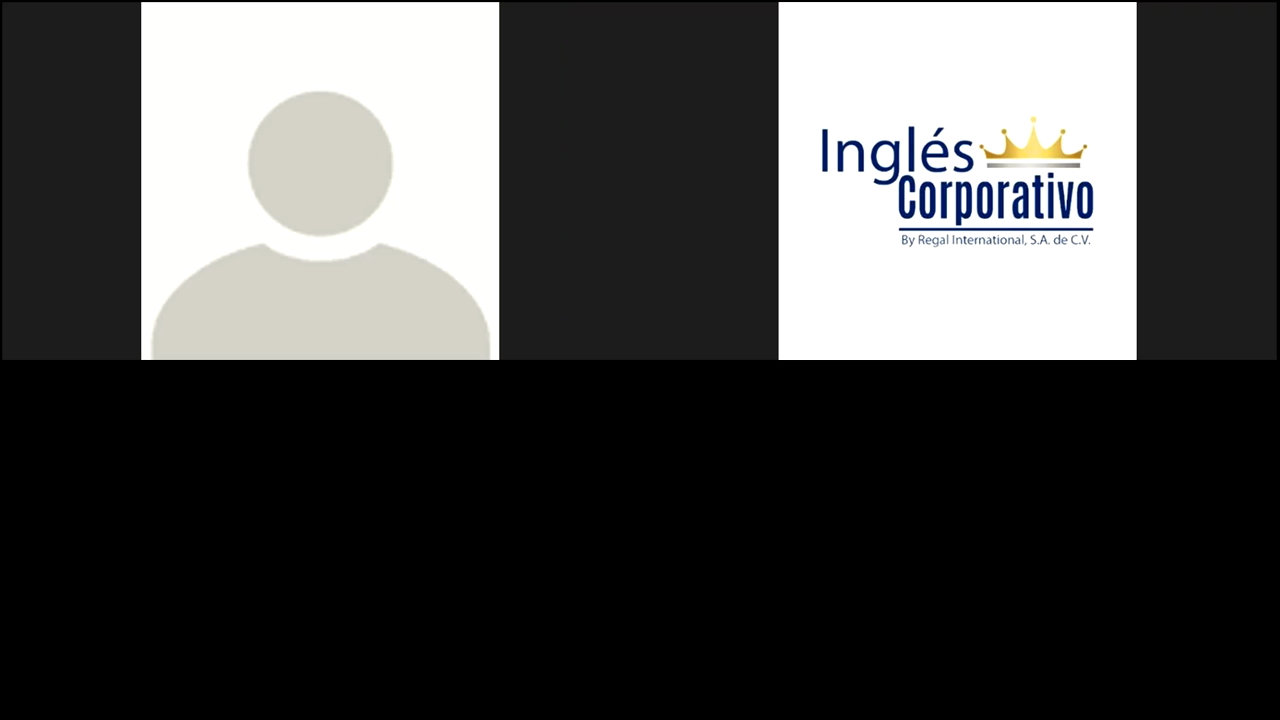 Inglés
Corporativo
By Regal International, S.A. de C.V.